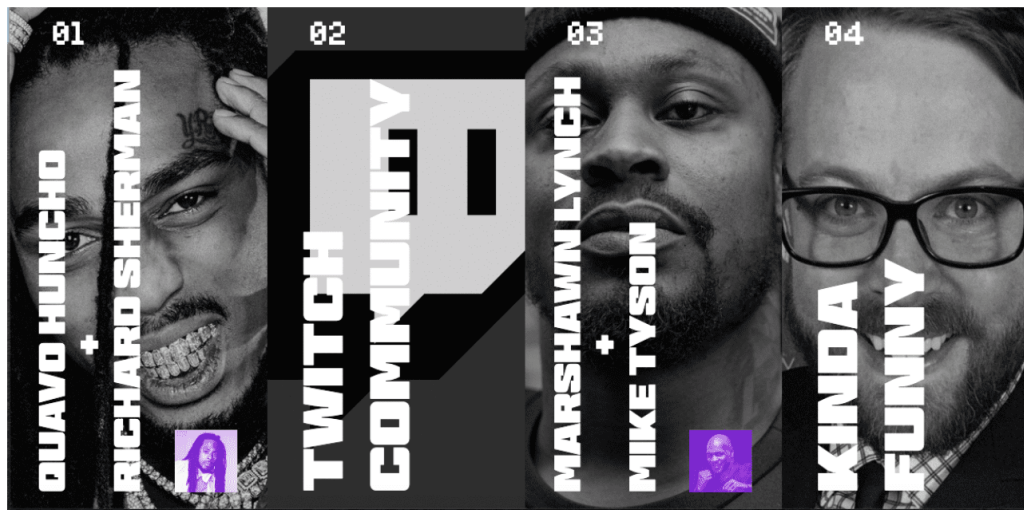 01
QUAVO HUNCHO
+
RICHARD SHERMAN
02
TWITCH
COMMUNITY
03
MARSHAWN LYNCH
+
MIKE TYSON
04
KINDA
FUNNY